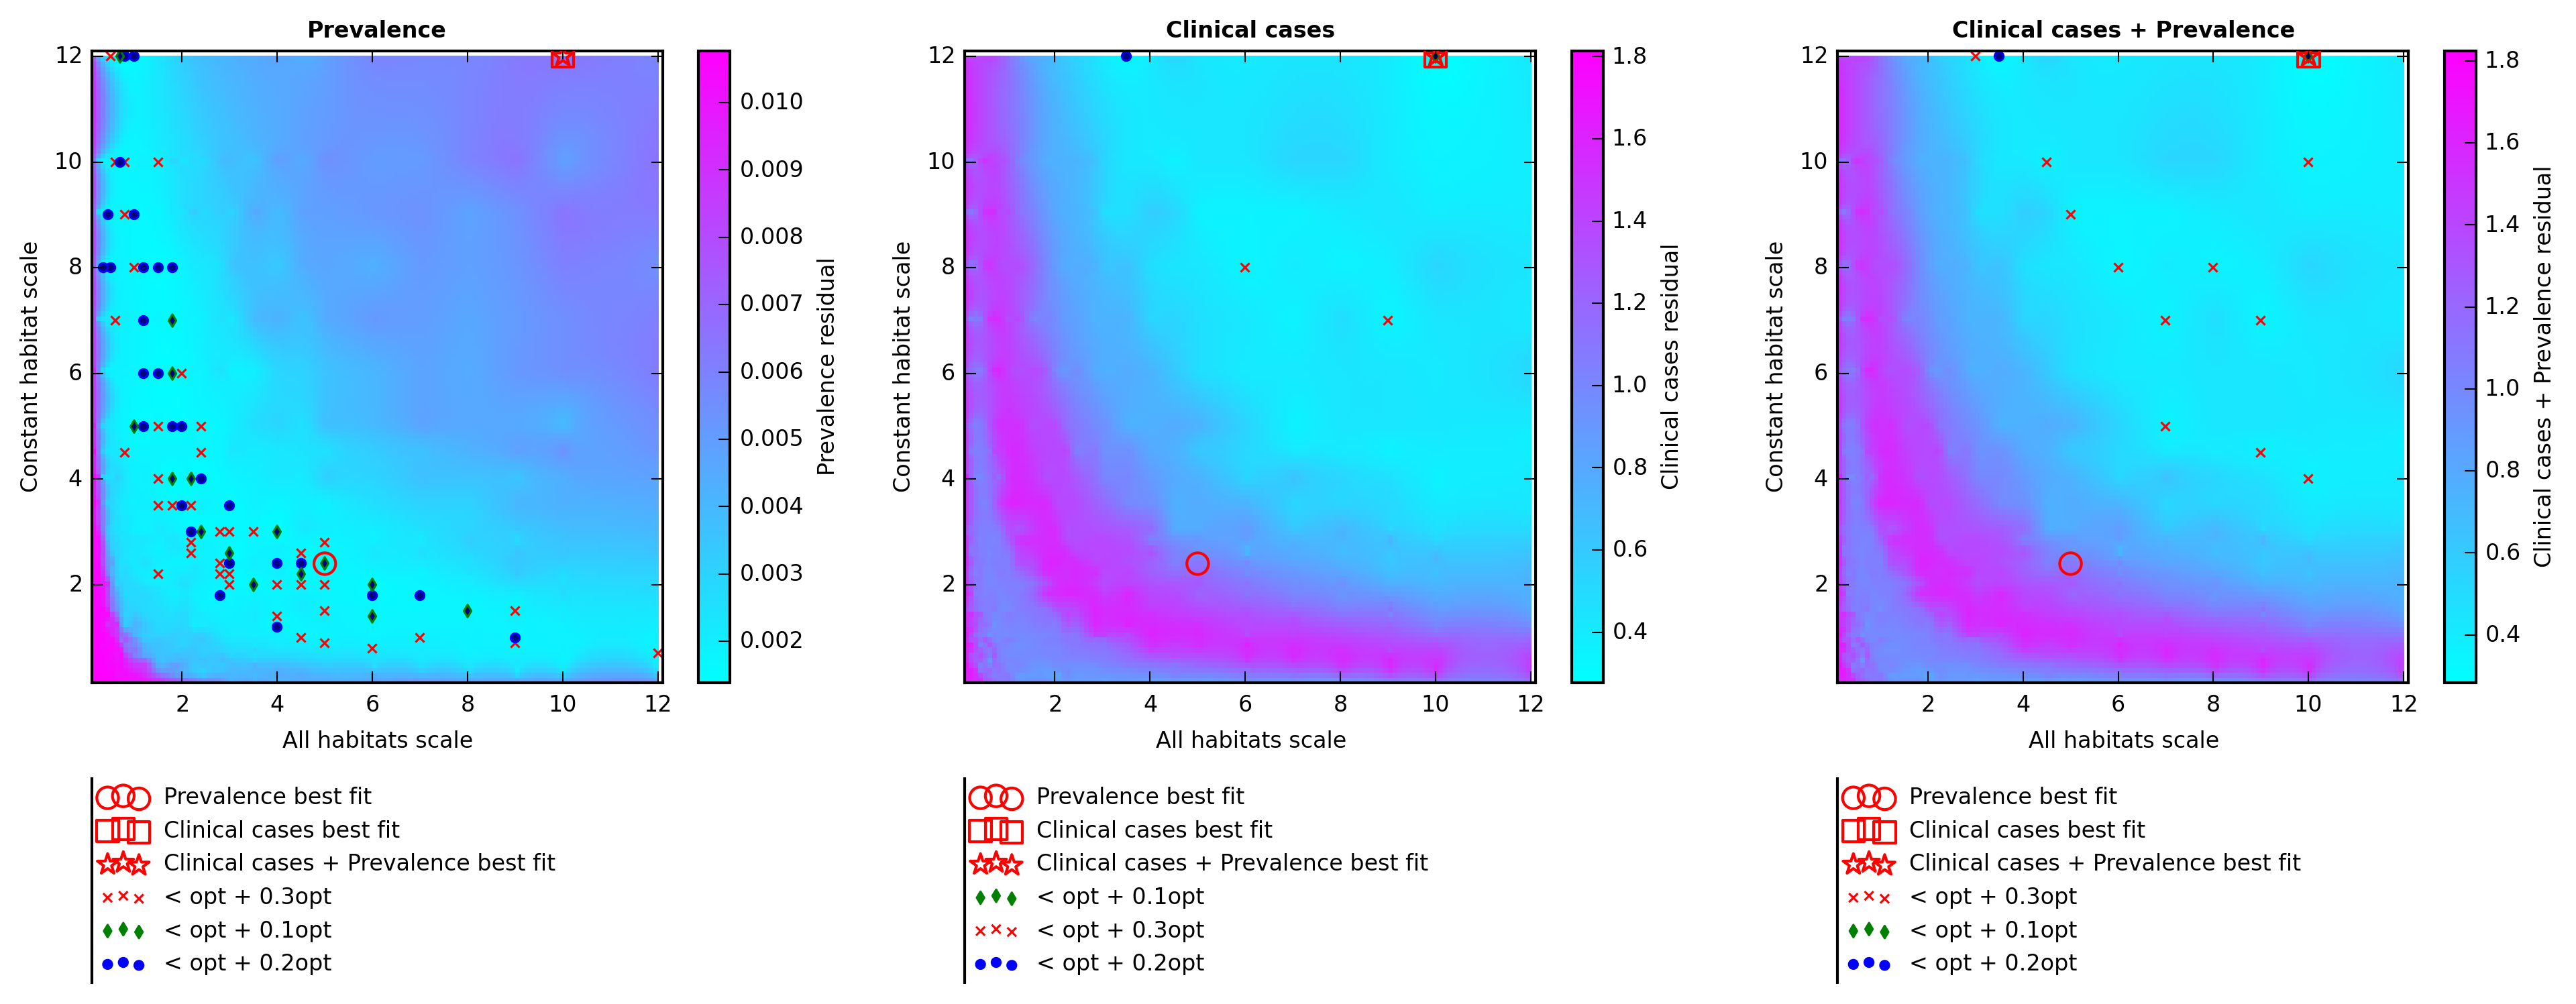 Prevalence
12
10
8
6
4
2
2 4 6 8 10 12
Constant habitat scale
All habitats scale
0.010
0.009
0.008
0.007
0.006
0.005
0.004
0.003
0.002
Prevalence residual
Prevalence best fit
Clinical cases best fit
Clinical cases + Prevalence best fit
< opt + 0.3opt
< opt + 0.1opt
< opt + 0.2opt
Clinical cases
12
10
8
6
4
2
2 4 6 8 10 12
Constant habitat scale
All habitats scale
1.8
1.6
1.4
1.2
1.0
0.8
0.6
0.4
Clinical cases residual
Prevalence best fit
Clinical cases best fit
Clinical cases + Prevalence best fit
< opt + 0.1opt
< opt + 0.3opt
< opt + 0.2opt
Clinical cases + Prevalence
12
10
8
6
4
2
2 4 6 8 10 12
Constant habitat scale
All habitats scale
1.8
1.6
1.4
1.2
1.0
0.8
0.6
0.4
Clinical cases + Prevalence residual
Prevalence best fit
Clinical cases best fit
Clinical cases + Prevalence best fit
< opt + 0.3opt
< opt + 0.1opt
< opt + 0.2opt